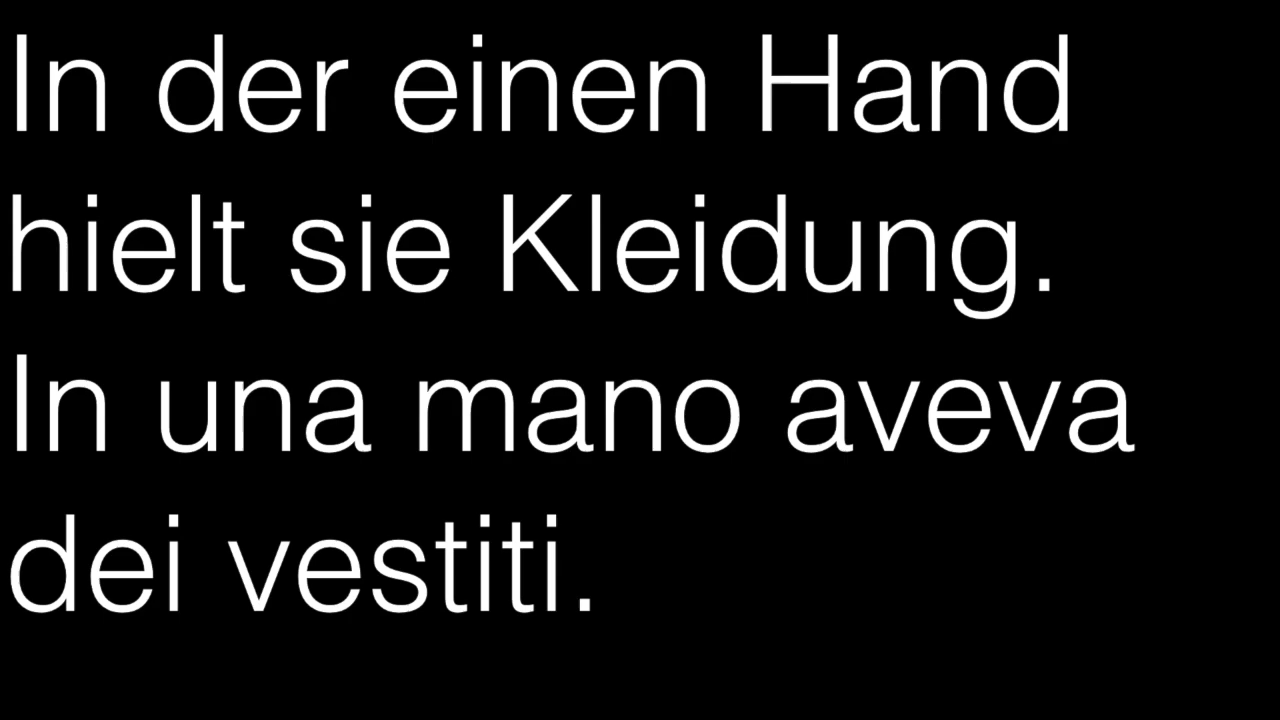 In der einen Hand
hielt sie Kleidung.
In una mano aveva
dei vestiti.